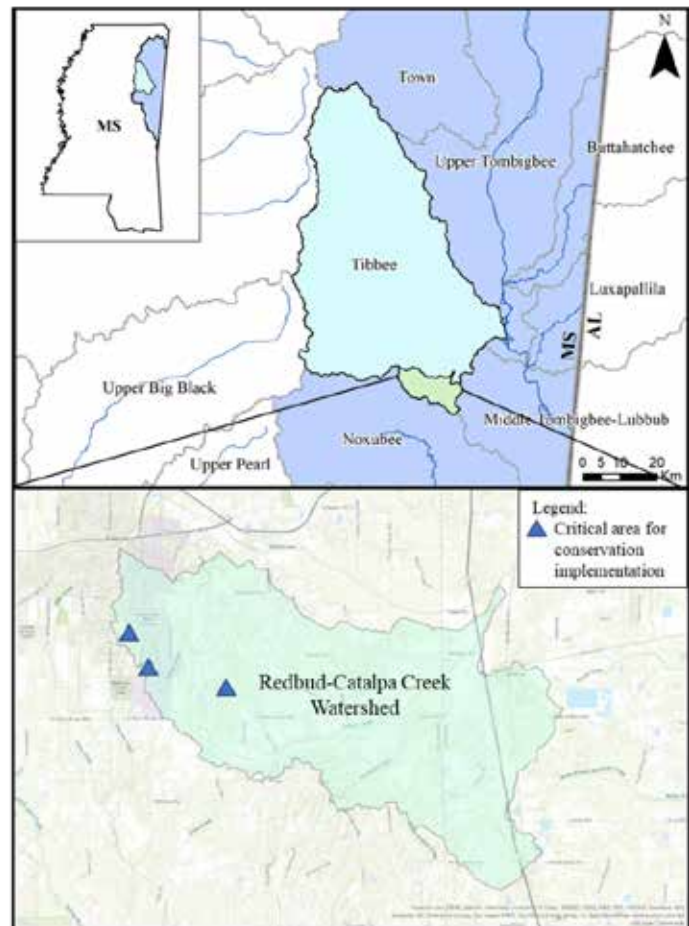 MS
N
Town
Buttahatchee
Upper Tombigbee
Tibbee
Luxapallila
MS
AL
Upper Big Black
Middle Tombigbee-Lubbub
Noxubee
Upper Pearl
0 5 10 20
Km
Legend:
Critical area for
conservation
implementation
Redbud-Catalpa Creek
Watershed